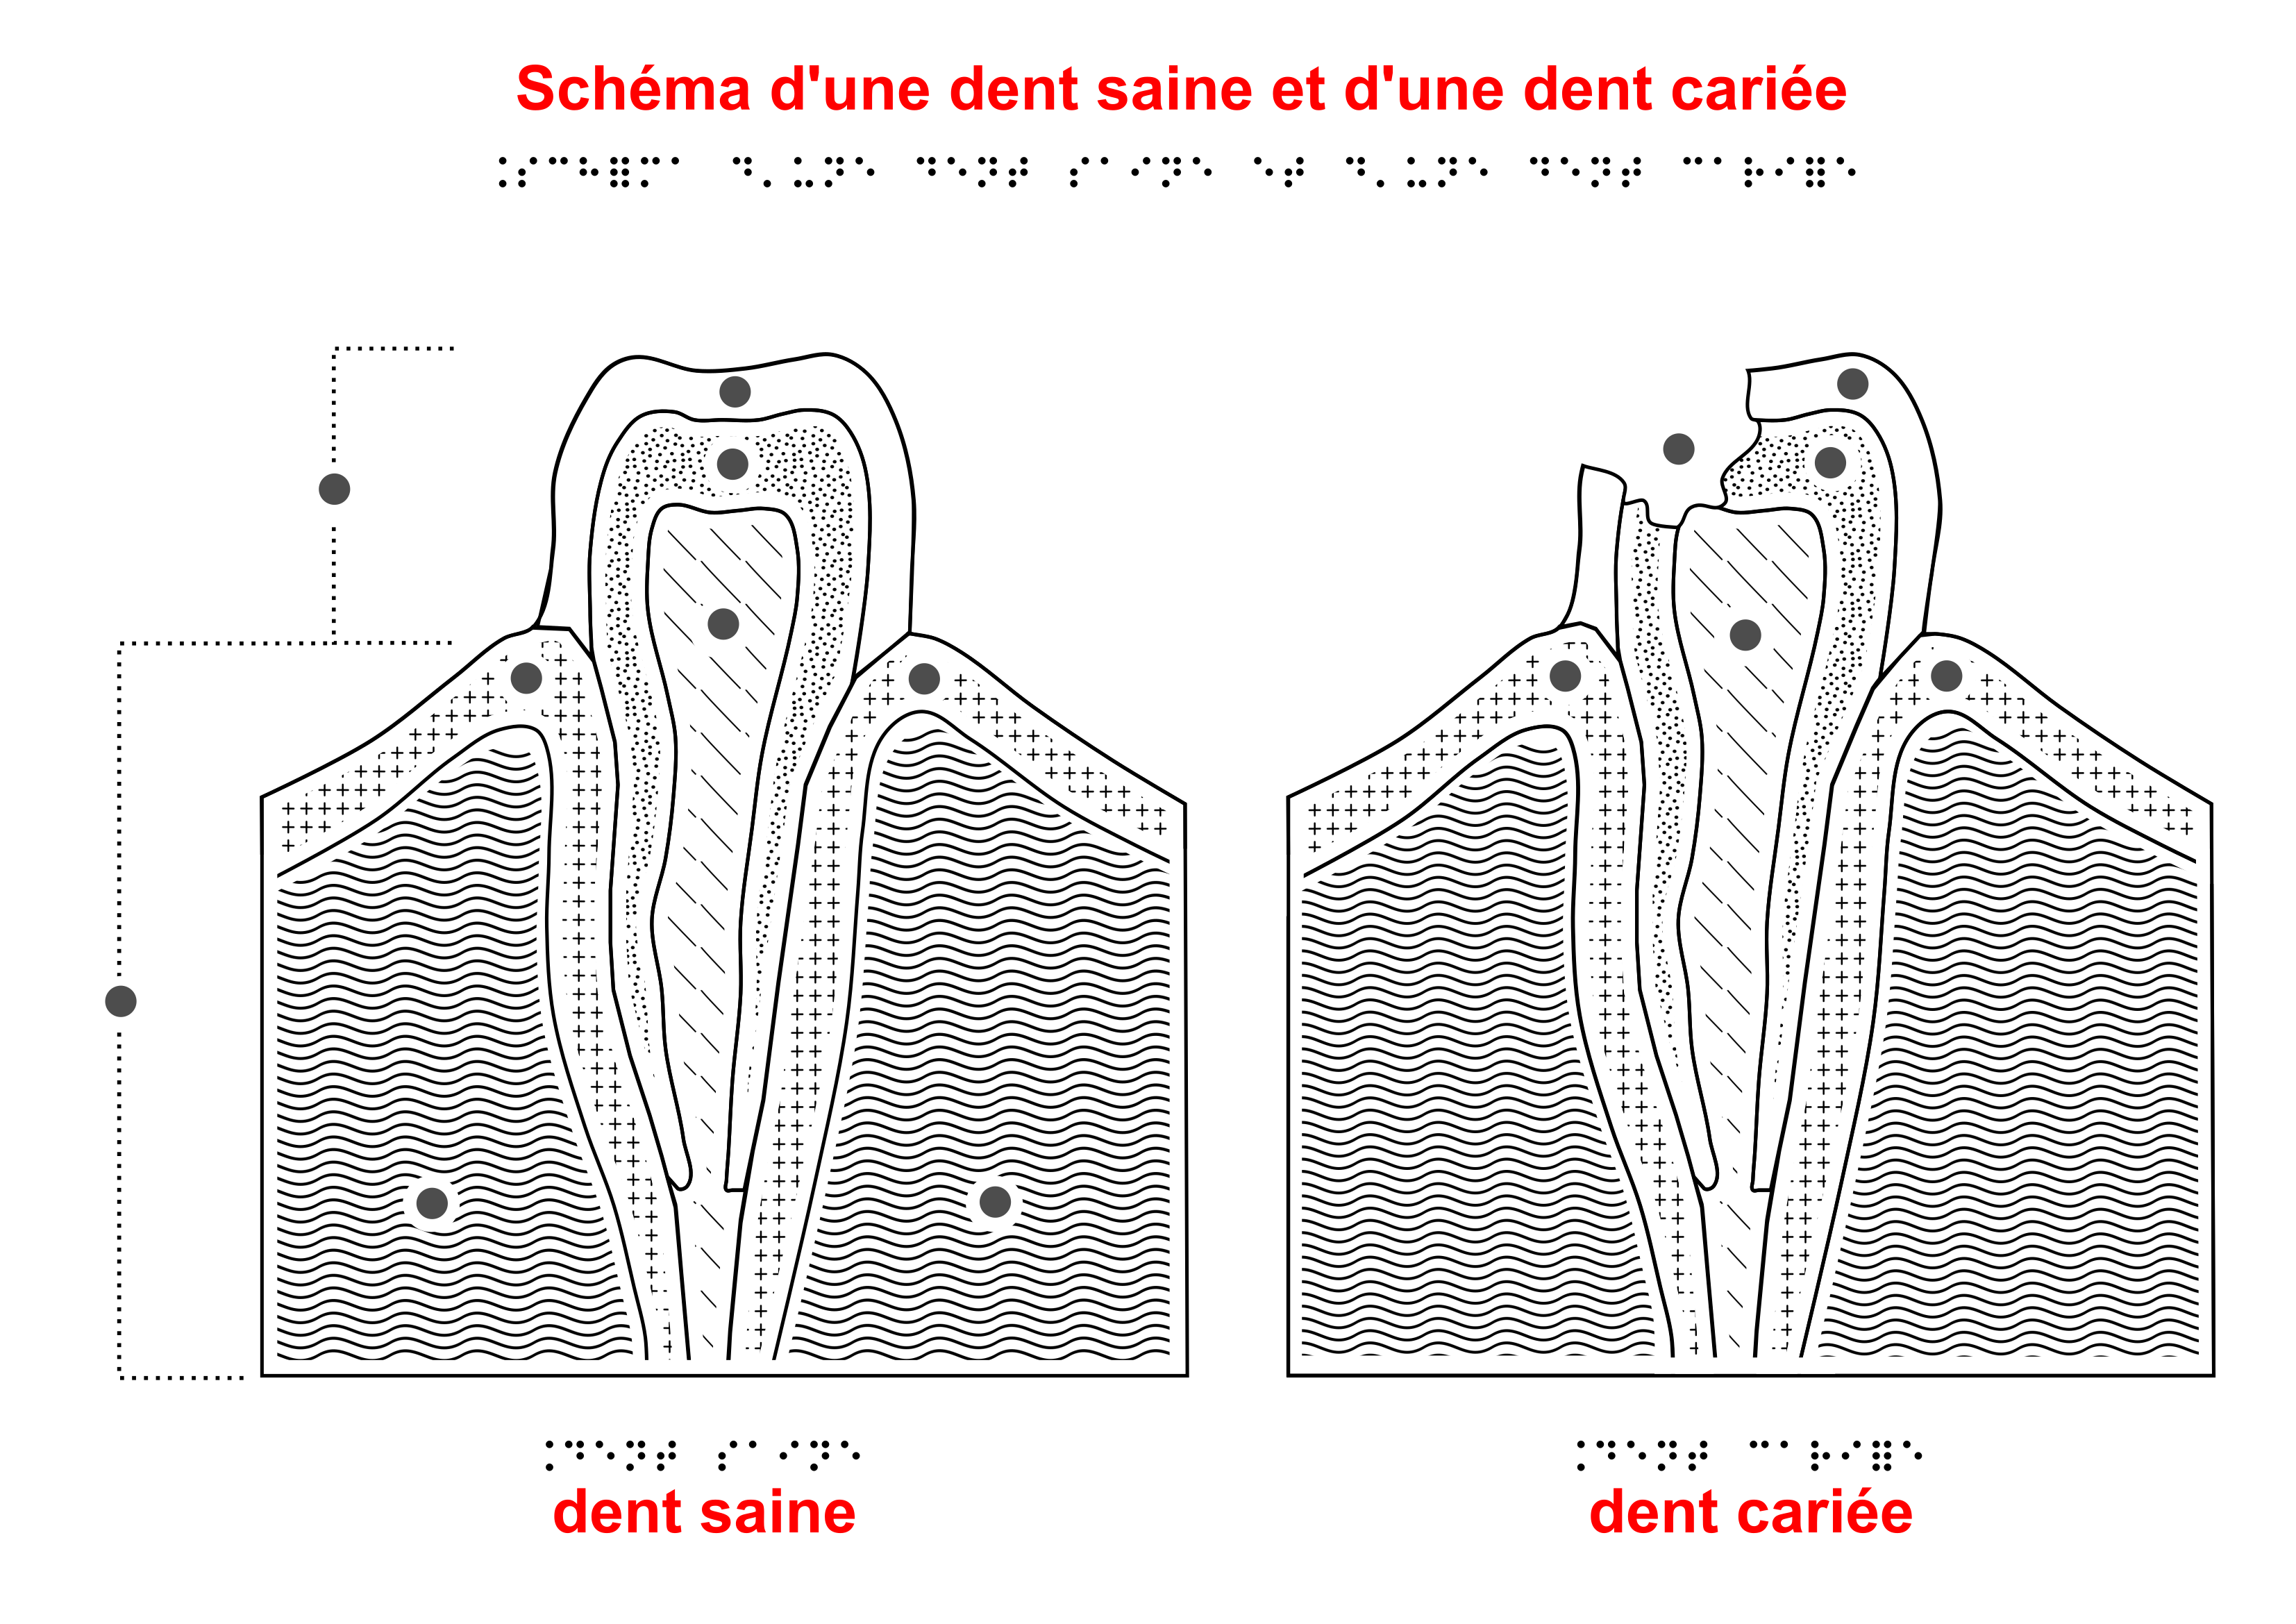 Schéma d'une dent saine et d'une dent cariée
⠨⠎⠉⠓⠿⠍⠁ ⠙⠄⠥⠝⠑ ⠙⠑⠝⠞ ⠎⠁⠊⠝⠑ ⠑⠞ ⠙⠄⠥⠝⠑ ⠙⠑⠝⠞ ⠉⠁⠗⠊⠿⠑
⠨⠙⠑⠝⠞ ⠎⠁⠊⠝⠑
dent saine
⠨⠙⠑⠝⠞ ⠉⠁⠗⠊⠿⠑
dent cariée